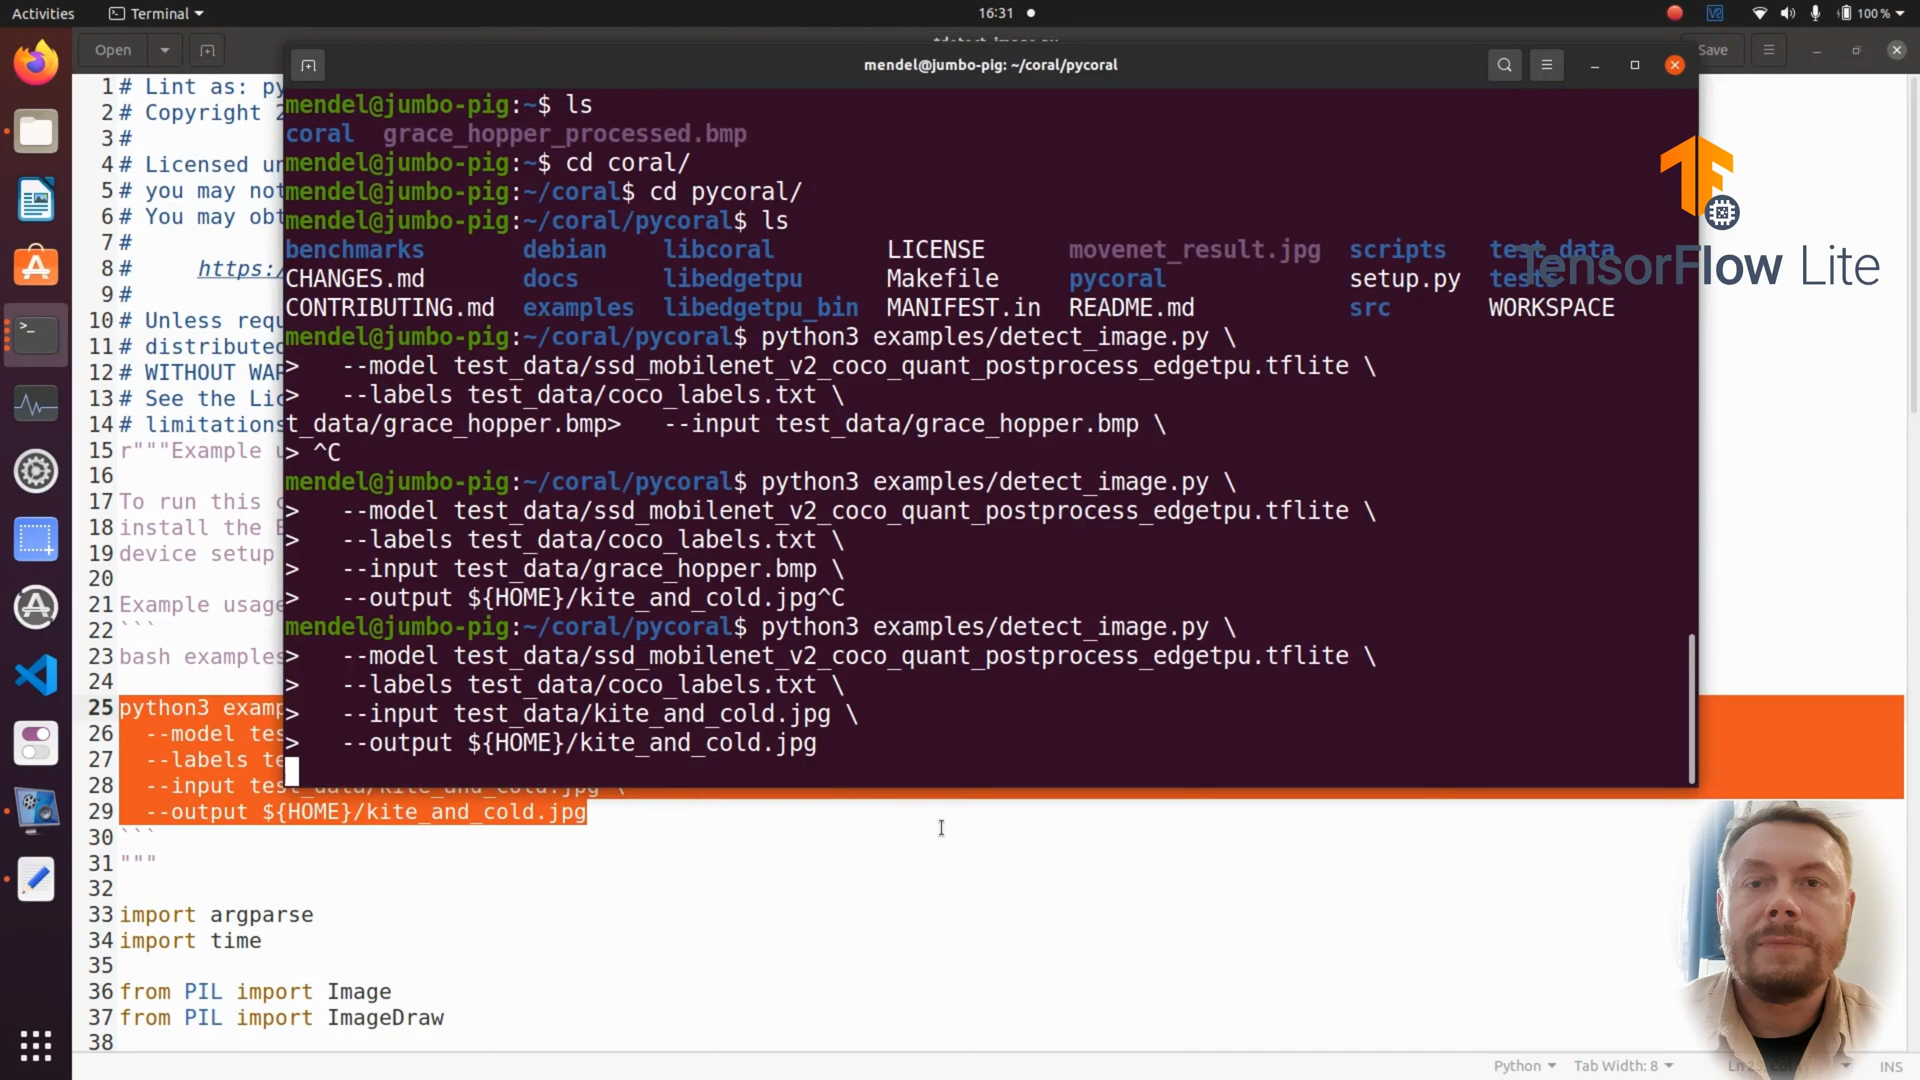 Activities Terminal 16:31 100 %
Open Save
mendel@jumbo-pig: ~/coral/pycoral
mendel@jumbo-pig:~$ ls
coral grace_hopper_processed.bmp
mendel@jumbo-pig:~$ cd coral/
mendel@jumbo-pig:~/coral$ cd pycoral/
mendel@jumbo-pig:~/coral/pycoral$ ls
benchmarks debian libcoral LICENSE movenet_result.jpg scripts test_data
CHANGES.md docs libedgetpu Makefile pycoral setup.py tests
CONTRIBUTING.md examples libedgetpu_bin MANIFEST.in README.md src WORKSPACE
mendel@jumbo-pig:~/coral/pycoral$ python3 examples/detect_image.py \
> --model test_data/ssd_mobilenet_v2_coco_quant_postprocess_edgetpu.tflite \
> --labels test_data/coco_labels.txt \
t_data/grace_hopper.bmp> --input test_data/grace_hopper.bmp \
> ^C
mendel@jumbo-pig:~/coral/pycoral$ python3 examples/detect_image.py \
> --model test_data/ssd_mobilenet_v2_coco_quant_postprocess_edgetpu.tflite \
> --labels test_data/coco_labels.txt \
> --input test_data/grace_hopper.bmp \
> --output ${HOME}/kite_and_cold.jpg^C
mendel@jumbo-pig:~/coral/pycoral$ python3 examples/detect_image.py \
> --model test_data/ssd_mobilenet_v2_coco_quant_postprocess_edgetpu.tflite \
> --labels test_data/coco_labels.txt \
> --input test_data/kite_and_cold.jpg \
> --output ${HOME}/kite_and_cold.jpg
TensorFlow Lite
1 # Lint as: py
2 # Copyright 2
3 #
4 # Licensed un
5 # you may not
6 # You may obt
7 #
8 # https:/
9 #
10 # Unless requ
11 # distributed
12 # WITHOUT WAR
13 # See the Lic
14 # limitations
15 r"""Example u
16
17 To run this c
18 install the E
19 device setup
20
21 Example usage
22 ```
23 bash examples
24
25 python3 examp
26 --model tes
27 --labels te
28 --input test_data/kite_and_cold.jpg \
29 --output ${HOME}/kite_and_cold.jpg
30 ```
31 """
32
33 import argparse
34 import time
35
36 from PIL import Image
37 from PIL import ImageDraw
38
Python Tab Width: 8 INS